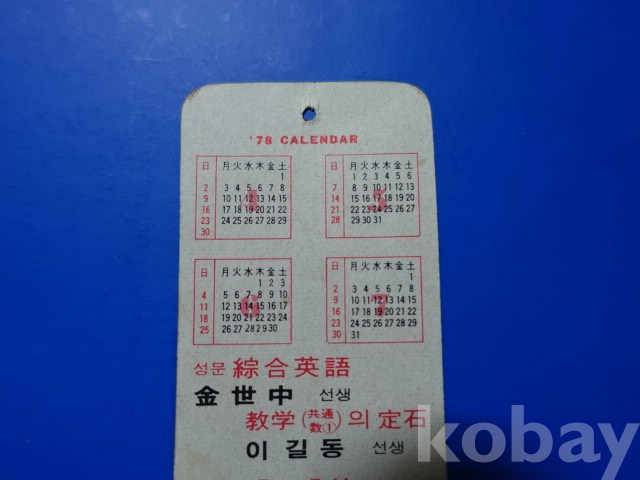 '78 CALENDAR
4
日 月 火 水 木 金 土
1
2 3 4 5 6 7 8
9 10 11 12 13 14 15
16 17 18 19 20 21 22
23 24 25 26 27 28 29
30
5
日 月 火 水 木 金 土
1 2 3 4 5 6
7 8 9 10 11 12 13
14 15 16 17 18 19 20
21 22 23 24 25 26 27
28 29 30 31
6
日 月 火 水 木 金 土
1 2 3
4 5 6 7 8 9 10
11 12 13 14 15 16 17
18 19 20 21 22 23 24
25 26 27 28 29 30
7
日 月 火 水 木 金 土
1
2 3 4 5 6 7 8
9 10 11 12 13 14 15
16 17 18 19 20 21 22
23 24 25 26 27 28 29
30 31
성문 綜合英語
金世中 선생
教学 (共通数①) 의 定石
이길동 선생
kobay